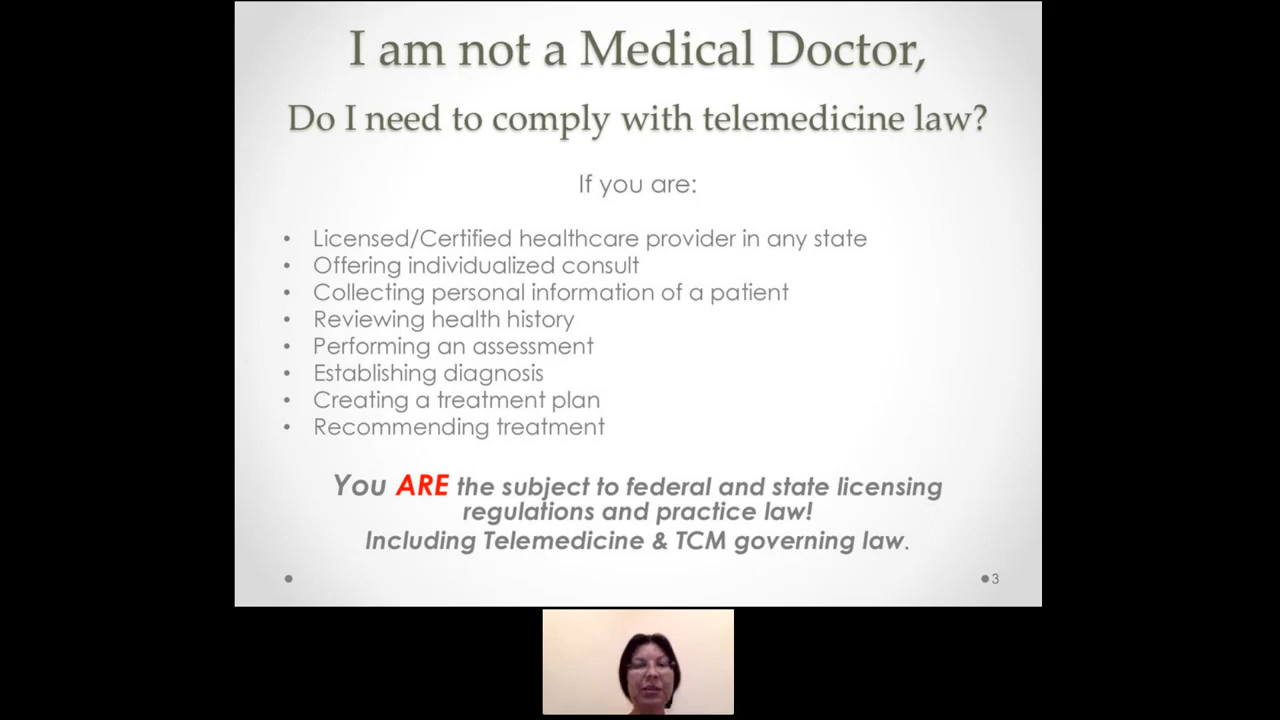 I am not a Medical Doctor,
Do I need to comply with telemedicine law?
If you are:
• Licensed/Certified healthcare provider in any state
• Offering individualized consult
• Collecting personal information of a patient
• Reviewing health history
• Performing an assessment
• Establishing diagnosis
• Creating a treatment plan
• Recommending treatment
You ARE the subject to federal and state licensing
regulations and practice law!
Including Telemedicine & TCM governing law.
3